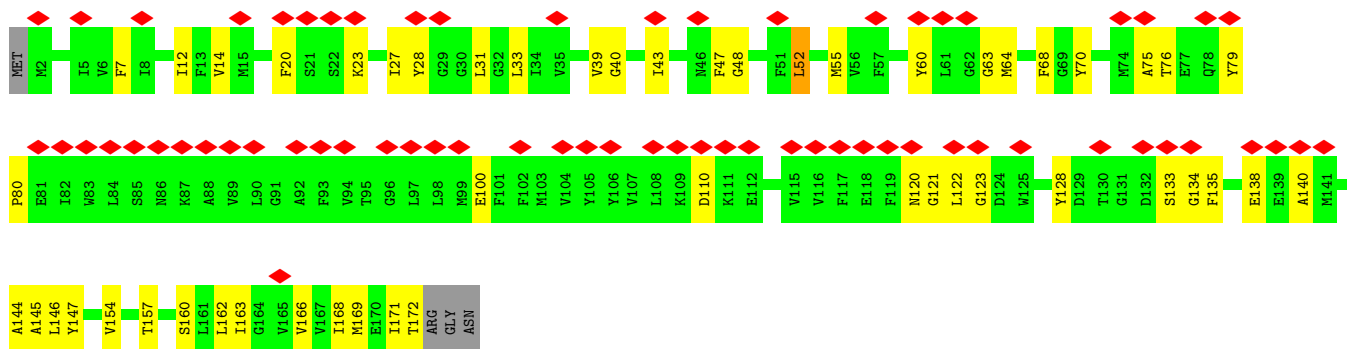 MET M2 I5 V6 F7 I8 I12 F13 V14 M15 F20 S21 S22 K23 I27 Y28 G29 G30 L31 G32 L33 I34 V35 V39 G40 I43 N46 F47 G48 F51 L52 M55 V56 F57 Y60 L61 G62 G63 M64 F68 G69 Y70 M74 A75 T76 E77 Q78 Y79
P80 E81 I82 W83 L84 S85 N86 K87 A88 V89 L90 G91 A92 F93 V94 T95 G96 L97 L98 M99 E100 F101 F102 M103 V104 Y105 Y106 V107 L108 K109 D110 K111 E112 V115 V116 F117 E118 F119 N120 G121 L122 G123 D124 W125 Y128 D129 T130 G131 D132 S133 G134 F135 E138 E139 A140 M141
A144 A145 L146 Y147 V154 T157 S160 L161 L162 I163 G164 V165 V166 V167 I168 M169 E170 I171 T172 ARG GLY ASN